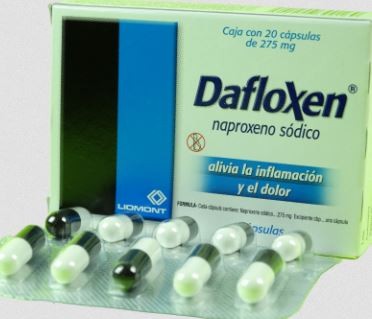 Caja con 20 cápsulas
de 275 mg
Dafloxen®
naproxeno sódico
alivia la inflamación
y el dolor
FORMULA: Cada cápsula contiene: Naproxeno sódico... 275 mg Excipiente cbp... una cápsula
LIOMONT